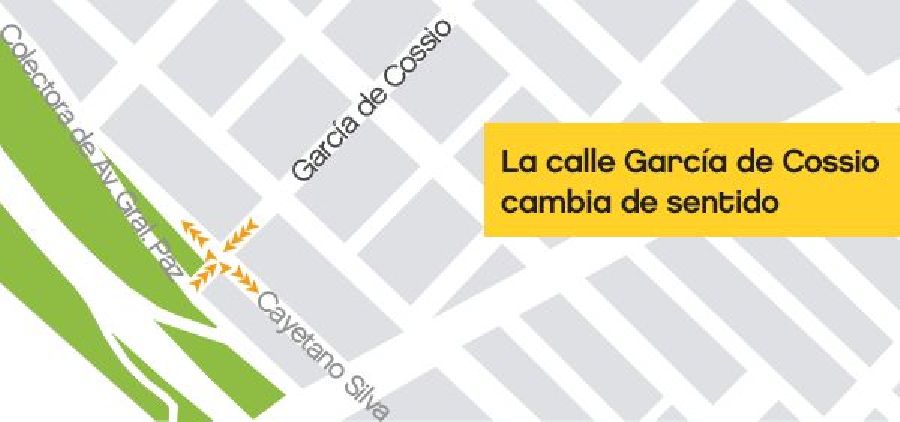 Colectora de Av. Gral. Paz
García de Cossio
La calle García de Cossio
cambia de sentido
Cayetano Silva